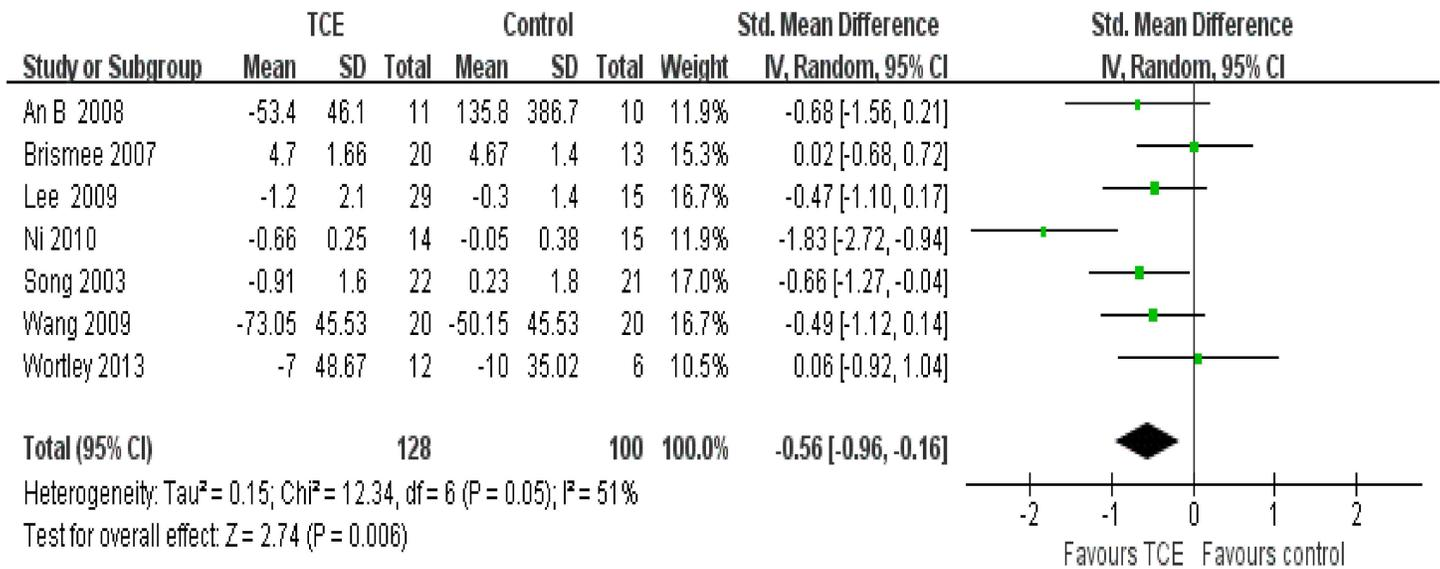 TCE Control Std. Mean Difference Std. Mean Difference
Study or Subgroup Mean SD Total Mean SD Total Weight IV, Random, 95% CI IV, Random, 95% CI
An B 2008 -53.4 46.1 11 135.8 386.7 10 11.9% -0.68 [-1.56, 0.21]
Brismee 2007 4.7 1.66 20 4.67 1.4 13 15.3% 0.02 [-0.68, 0.72]
Lee 2009 -1.2 2.1 29 -0.3 1.4 15 16.7% -0.47 [-1.10, 0.17]
Ni 2010 -0.66 0.25 14 -0.05 0.38 15 11.9% -1.83 [-2.72, -0.94]
Song 2003 -0.91 1.6 22 0.23 1.8 21 17.0% -0.66 [-1.27, -0.04]
Wang 2009 -73.05 45.53 20 -50.15 45.53 20 16.7% -0.49 [-1.12, 0.14]
Wortley 2013 -7 48.67 12 -10 35.02 6 10.5% 0.06 [-0.92, 1.04]
Total (95% CI) 128 100 100.0% -0.56 [-0.96, -0.16]
Heterogeneity: Tau² = 0.15; Chi² = 12.34, df = 6 (P = 0.05); I² = 51%
Test for overall effect: Z = 2.74 (P = 0.006)
-2 -1 0 1 2
Favours TCE Favours control